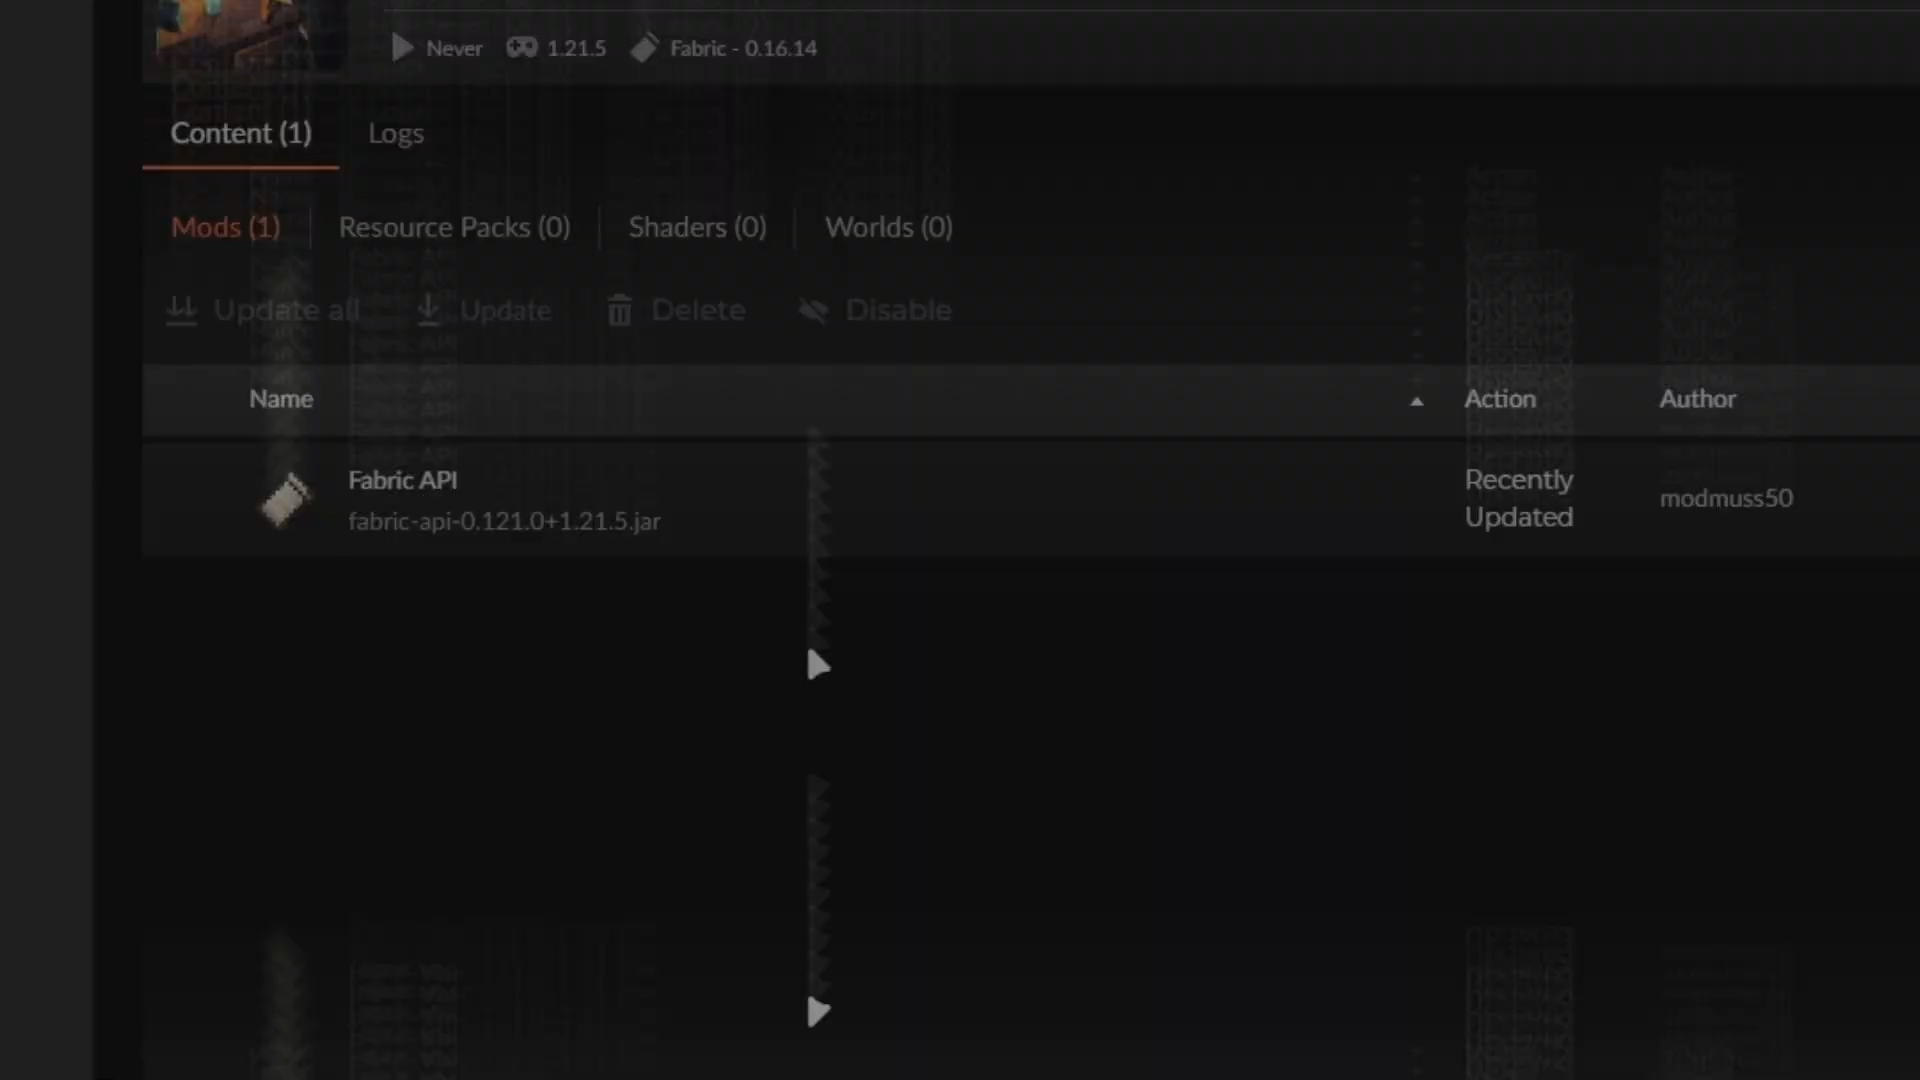 Never 1.21.5 Fabric - 0.16.14
Content (1) Logs
Mods (1) Resource Packs (0) Shaders (0) Worlds (0)
Update all Update Delete Disable
Name Action Author
Fabric API
fabric-api-0.121.0+1.21.5.jar
Recently
Updated
modmuss50